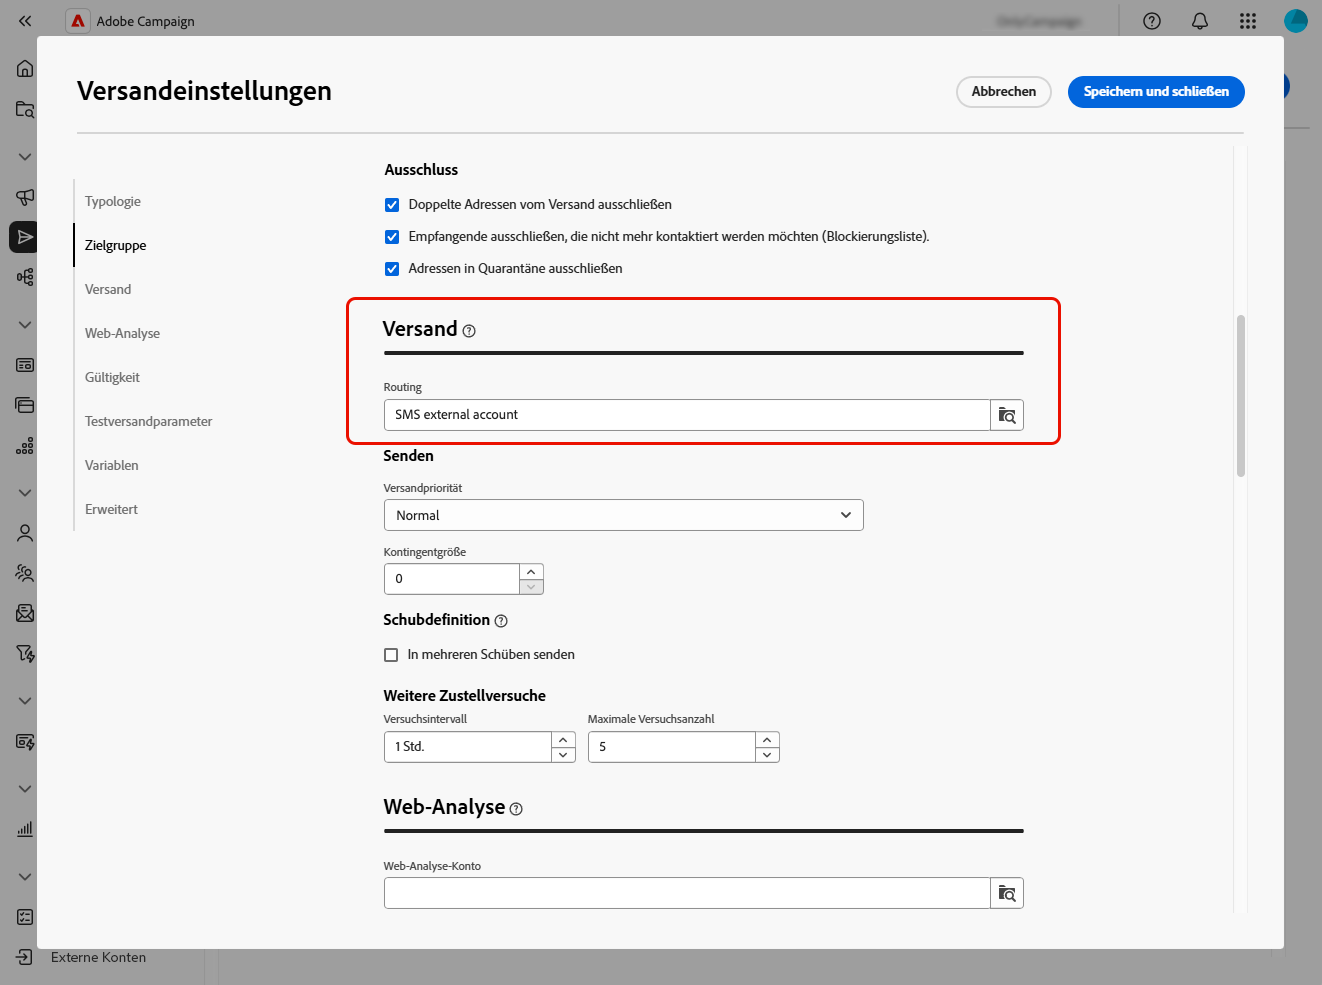 Adobe Campaign
Versandeinstellungen
Abbrechen
Speichern und schließen
Typologie
Zielgruppe
Versand
Web-Analyse
Gültigkeit
Testversandparameter
Variablen
Erweitert
Ausschluss
Doppelte Adressen vom Versand ausschließen
Empfangende ausschließen, die nicht mehr kontaktiert werden möchten (Blockierungsliste).
Adressen in Quarantäne ausschließen
Versand
Routing
SMS external account
Senden
Versandpriorität
Normal
Kontingentgröße
0
Schubdefinition
In mehreren Schüben senden
Weitere Zustellversuche
Versuchsintervall
Maximale Versuchsanzahl
1 Std.
5
Web-Analyse
Web-Analyse-Konto
Externe Konten